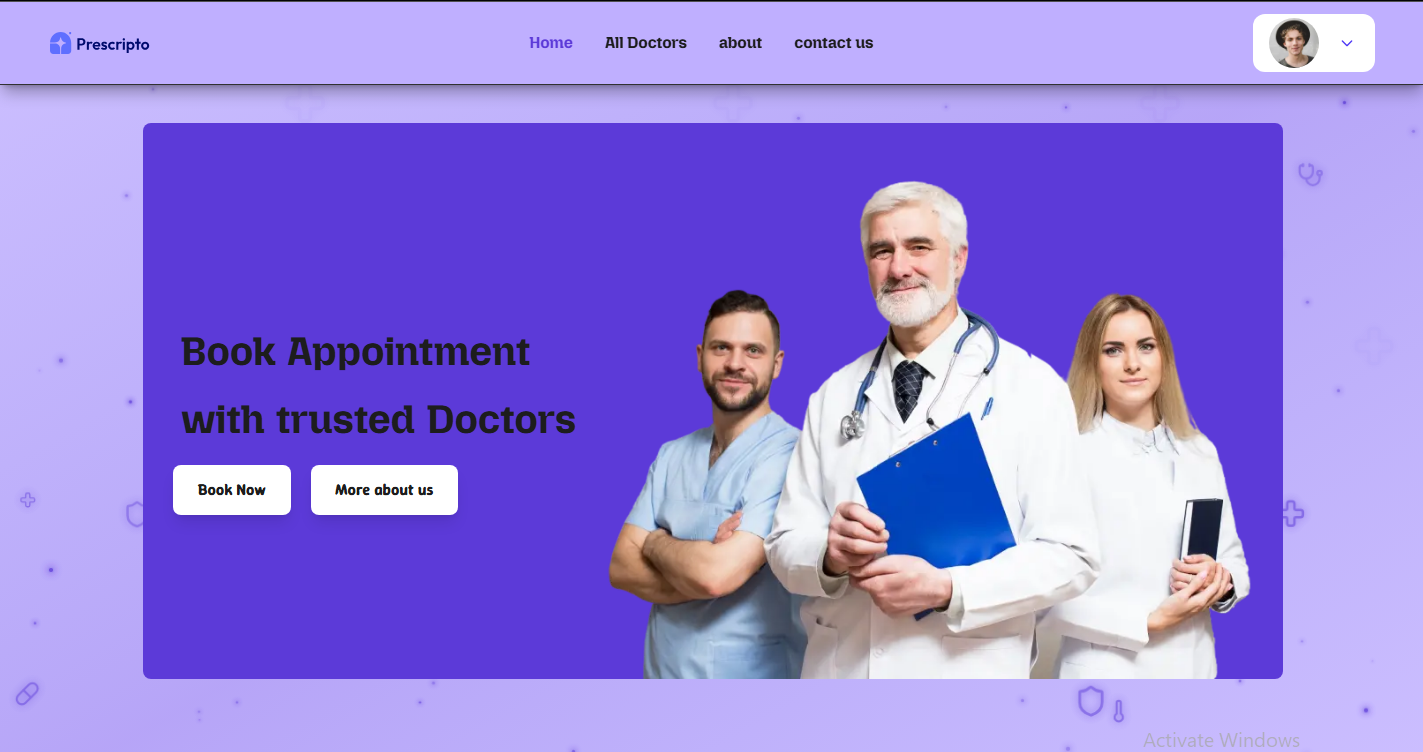 Prescripto
Home
All Doctors
about
contact us
Book Appointment
with trusted Doctors
Book Now
More about us
Activate Windows